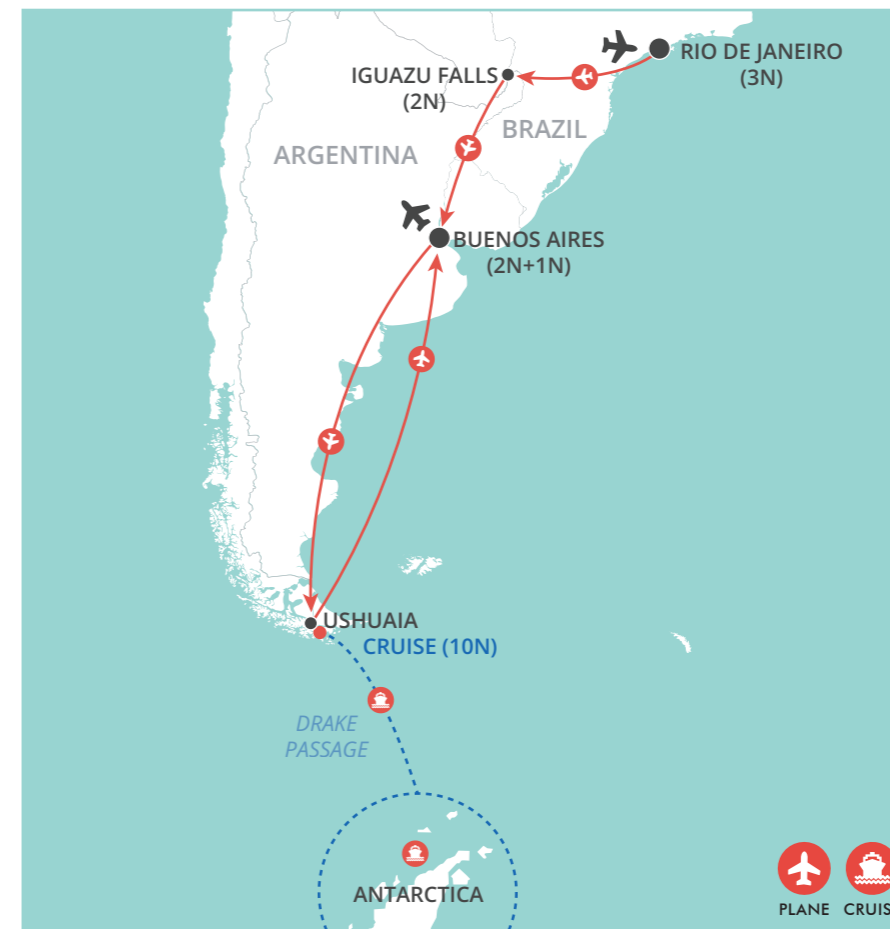 RIO DE JANEIRO
(3N)
IGUAZU FALLS
(2N)
BRAZIL
ARGENTINA
BUENOS AIRES
(2N+1N)
USHUAIA
CRUISE (10N)
DRAKE
PASSAGE
ANTARCTICA
PLANE
CRUIS